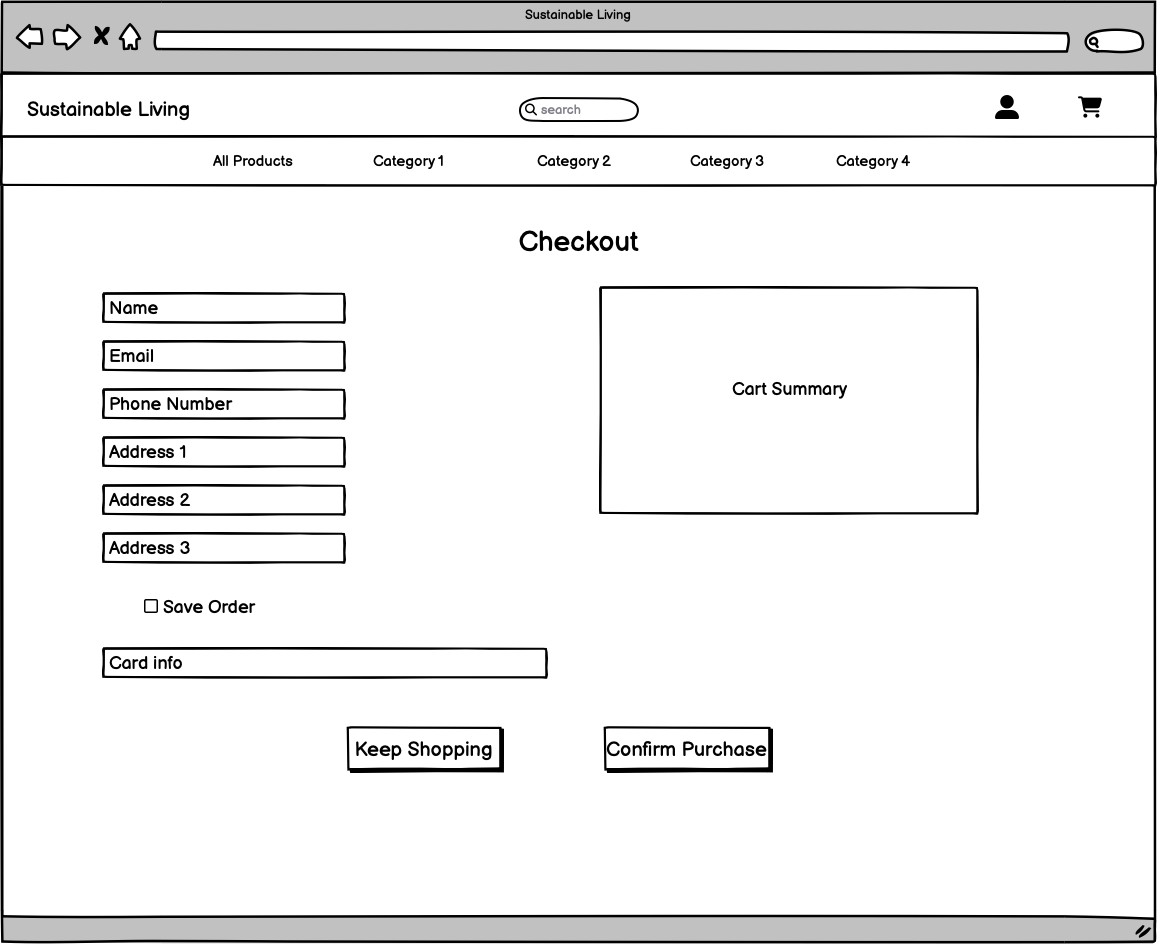 Sustainable Living
Sustainable Living
search
All Products
Category 1
Category 2
Category 3
Category 4
Checkout
Name
Email
Phone Number
Address 1
Address 2
Address 3
Cart Summary
Save Order
Card info
Keep Shopping
Confirm Purchase